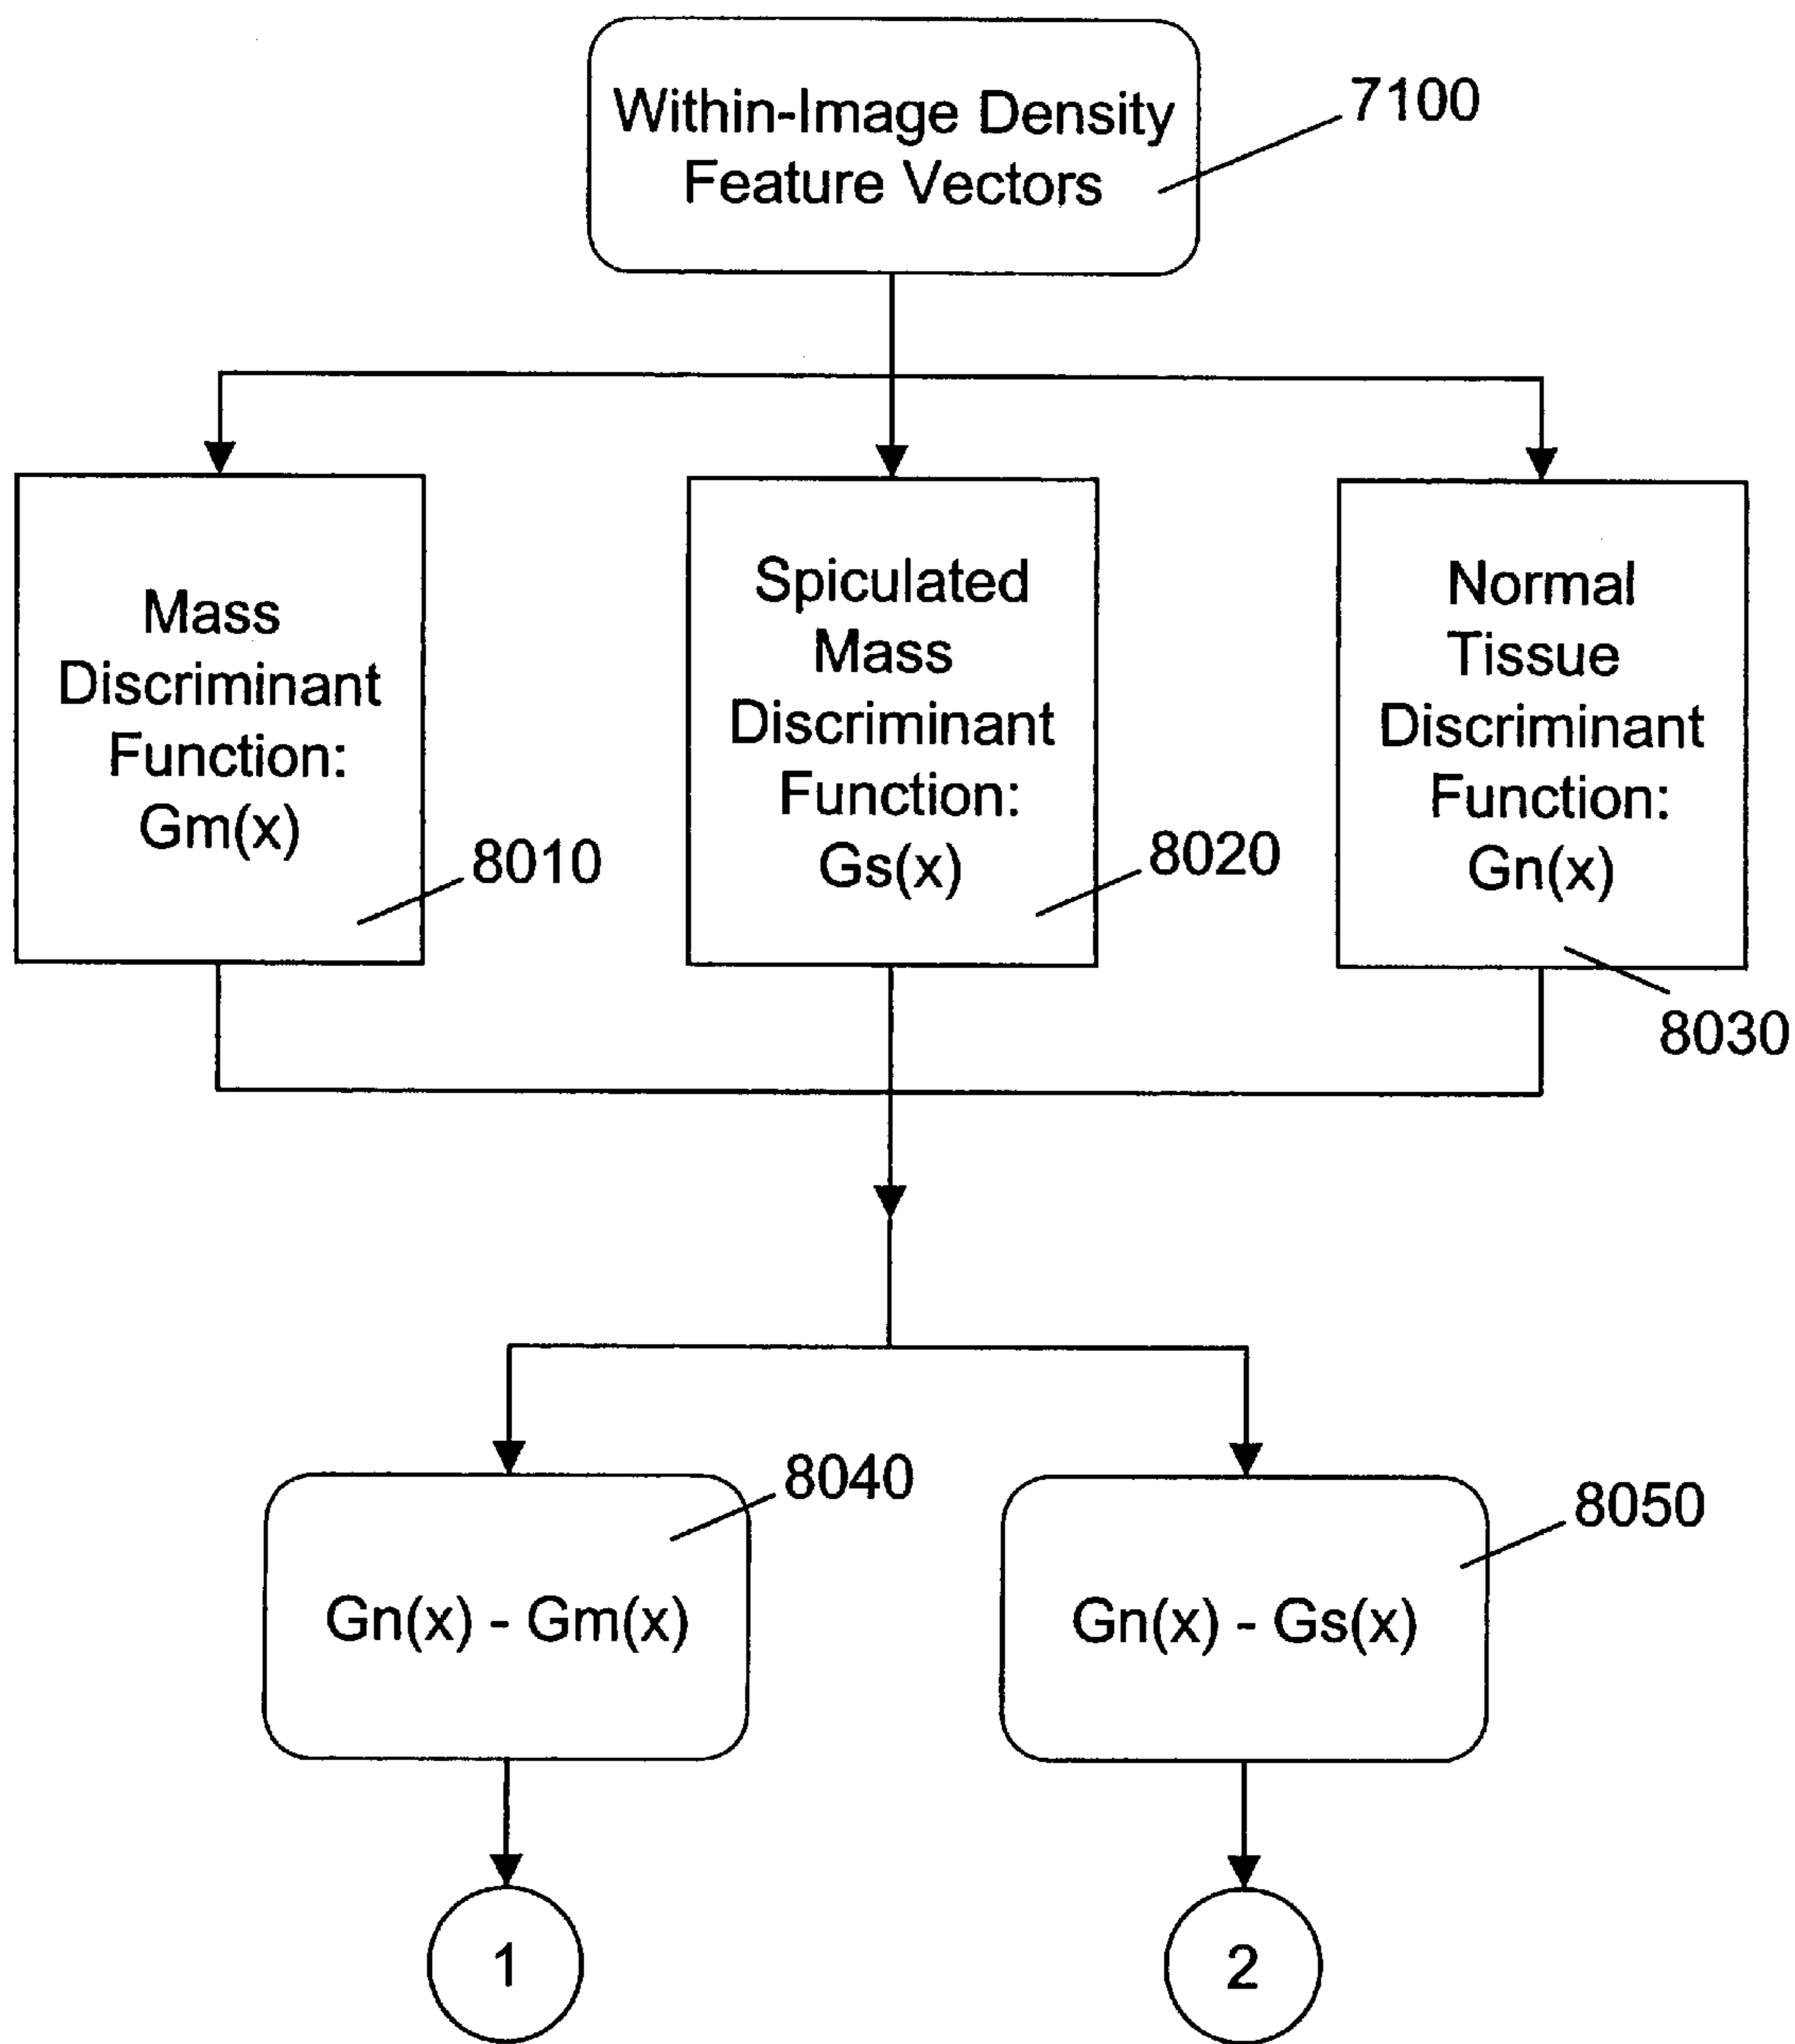 Within-Image Density
Feature Vectors
7100
Mass
Discriminant
Function:
Gm(x)
8010
Spiculated
Mass
Discriminant
Function:
Gs(x)
8020
Normal
Tissue
Discriminant
Function:
Gn(x)
8030
8040
Gn(x) - Gm(x)
8050
Gn(x) - Gs(x)
1
2